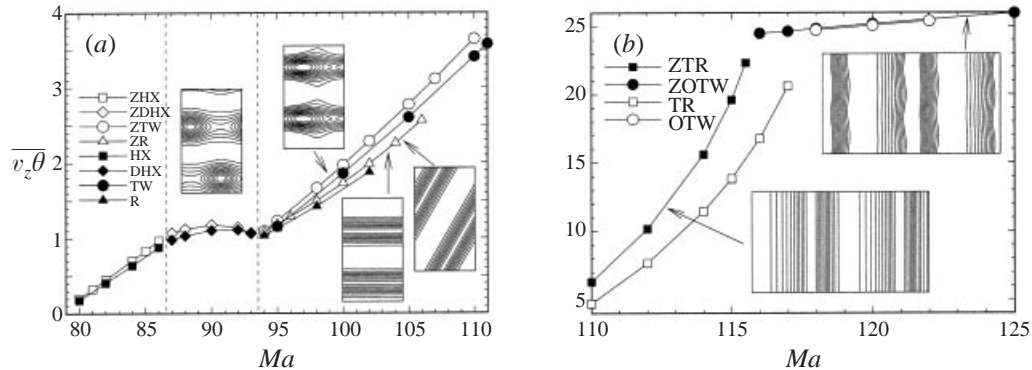 (a)
4
3
2
1
0
v_zθ
ZHX
ZDHX
ZTW
ZR
HX
DHX
TW
R
80 85 90 95 100 105 110
Ma
(b)
25
20
15
10
5
ZTR
ZOTW
TR
OTW
110 115 120 125
Ma